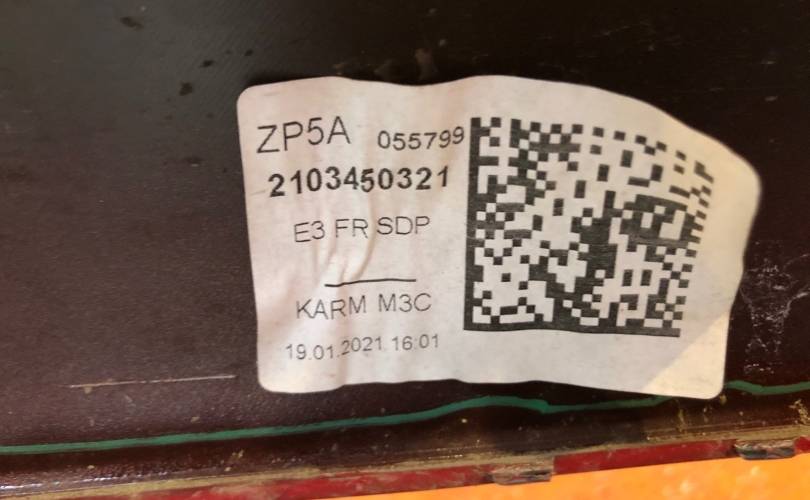 ZP5A 055799
2103450321
E3 FR SDP
KARM M3C
19.01.2021 16:01